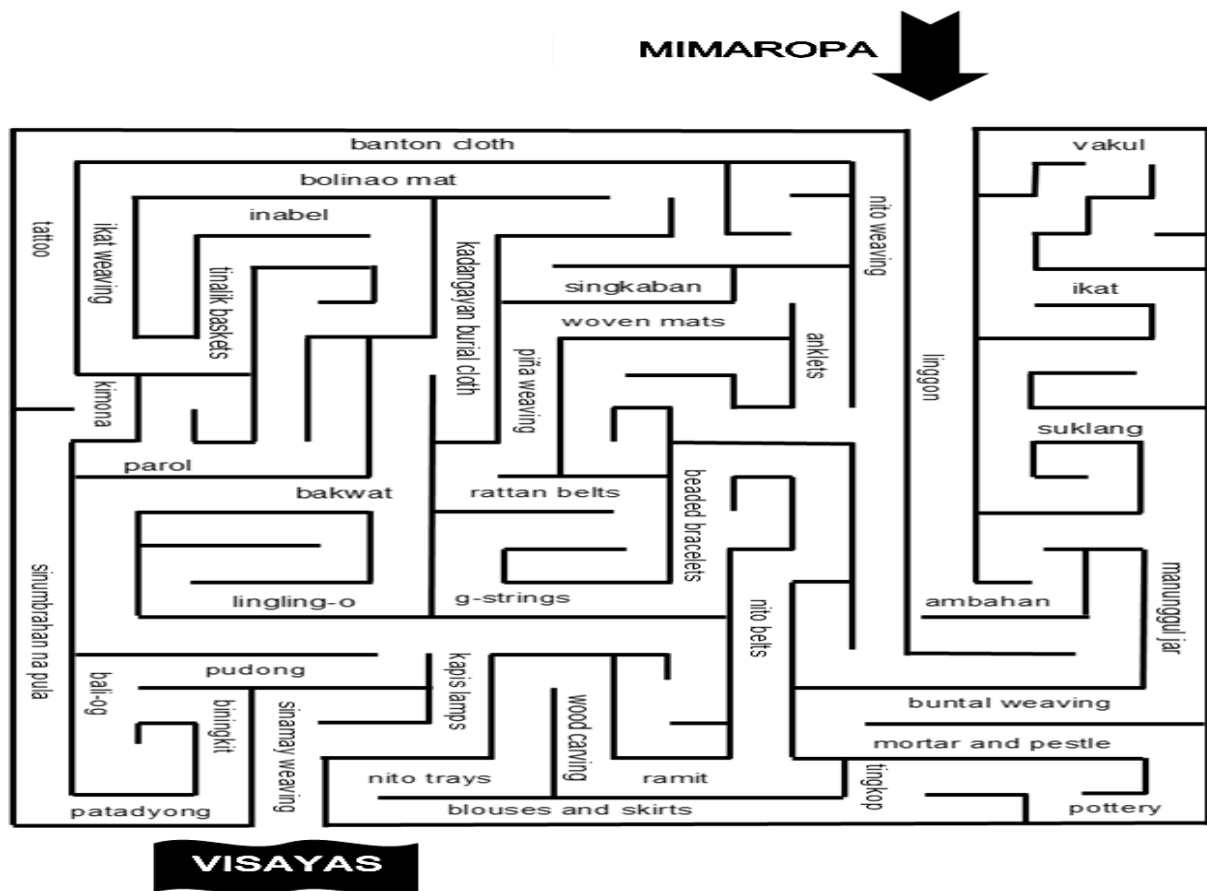 MIMAROPA
banton cloth
vakul
bolinao mat
inabel
tattoo
ikat weaving
tinalik baskets
kadangayan burial cloth
nito weaving
singkaban
ikat
woven mats
piña weaving
anklets
linggon
kimona
suklang
parol
bakwat
rattan belts
beaded bracelets
sinumbrahan na pula
lingling-o
g-strings
nito belts
ambahan
manunggul jar
pudong
bali-og
biningkit
sinamay weaving
kapis lamps
wood carving
buntal weaving
mortar and pestle
nito trays
ramit
tingkop
patadyong
blouses and skirts
pottery
VISAYAS